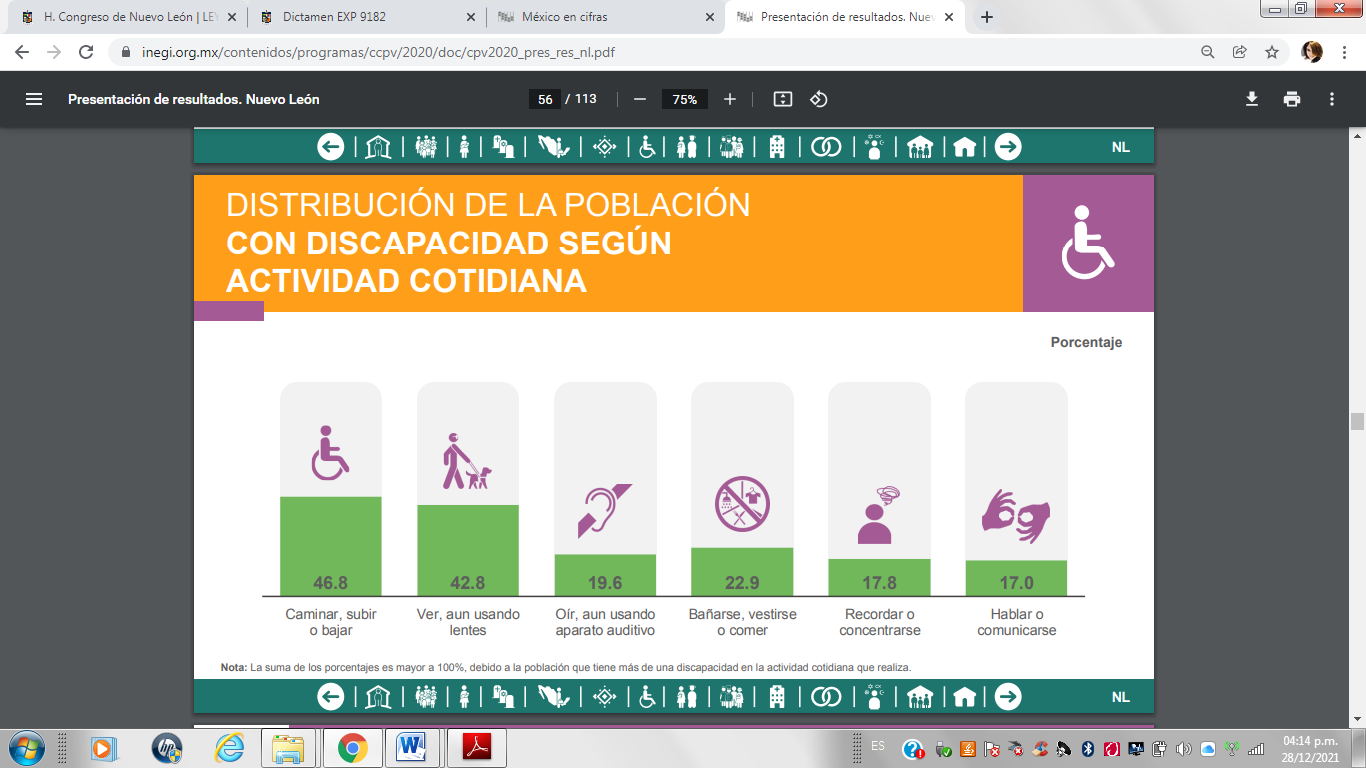 H. Congreso de Nuevo León | LEY
Dictamen EXP 9182
México en cifras
Presentación de resultados. Nuev
inegi.org.mx/contenidos/programas/ccpv/2020/doc/cpv2020_pres_res_nl.pdf
Presentación de resultados. Nuevo León
56 / 113
75%
NL
DISTRIBUCIÓN DE LA POBLACIÓN
CON DISCAPACIDAD SEGÚN
ACTIVIDAD COTIDIANA
Porcentaje
46.8
42.8
19.6
22.9
17.8
17.0
Caminar, subir
o bajar
Ver, aun usando
lentes
Oír, aun usando
aparato auditivo
Bañarse, vestirse
o comer
Recordar o
concentrarse
Hablar o
comunicarse
Nota: La suma de los porcentajes es mayor a 100%, debido a la población que tiene más de una discapacidad en la actividad cotidiana que realiza.
NL
ES
04:14 p.m.
28/12/2021